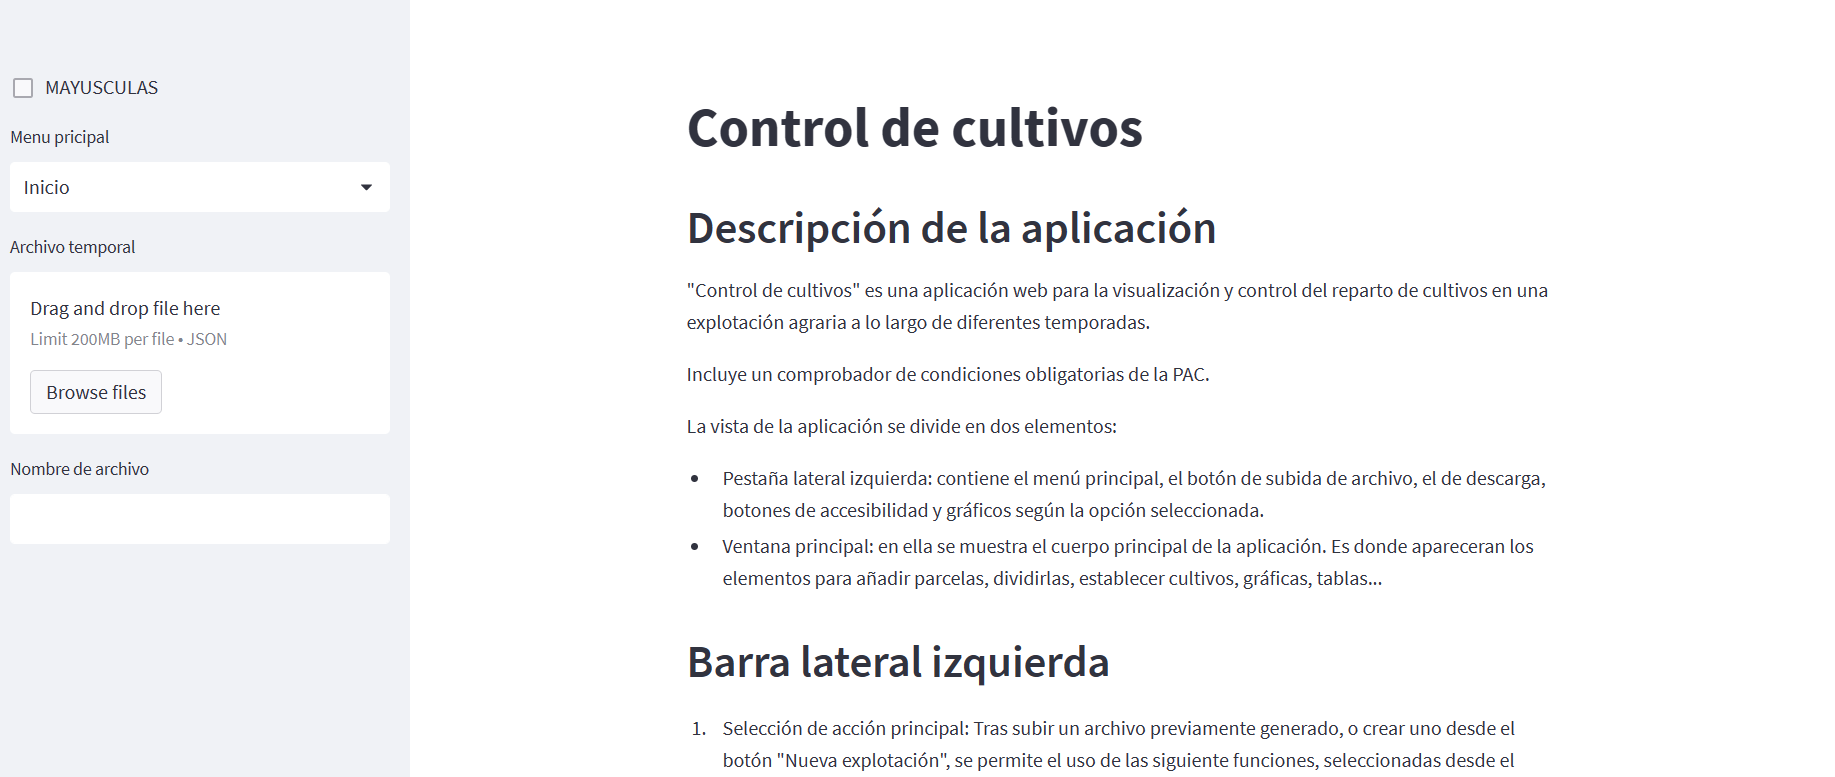 MAYUSCULAS
Menu pricipal
Inicio
Archivo temporal
Drag and drop file here
Limit 200MB per file • JSON
Browse files
Nombre de archivo
Control de cultivos
Descripción de la aplicación
"Control de cultivos" es una aplicación web para la visualización y control del reparto de cultivos en una
explotación agraria a lo largo de diferentes temporadas.
Incluye un comprobador de condiciones obligatorias de la PAC.
La vista de la aplicación se divide en dos elementos:
• Pestaña lateral izquierda: contiene el menú principal, el botón de subida de archivo, el de descarga,
botones de accesibilidad y gráficos según la opción seleccionada.
• Ventana principal: en ella se muestra el cuerpo principal de la aplicación. Es donde apareceran los
elementos para añadir parcelas, dividirlas, establecer cultivos, gráficas, tablas...
Barra lateral izquierda
1. Selección de acción principal: Tras subir un archivo previamente generado, o crear uno desde el
botón "Nueva explotación", se permite el uso de las siguiente funciones, seleccionadas desde el